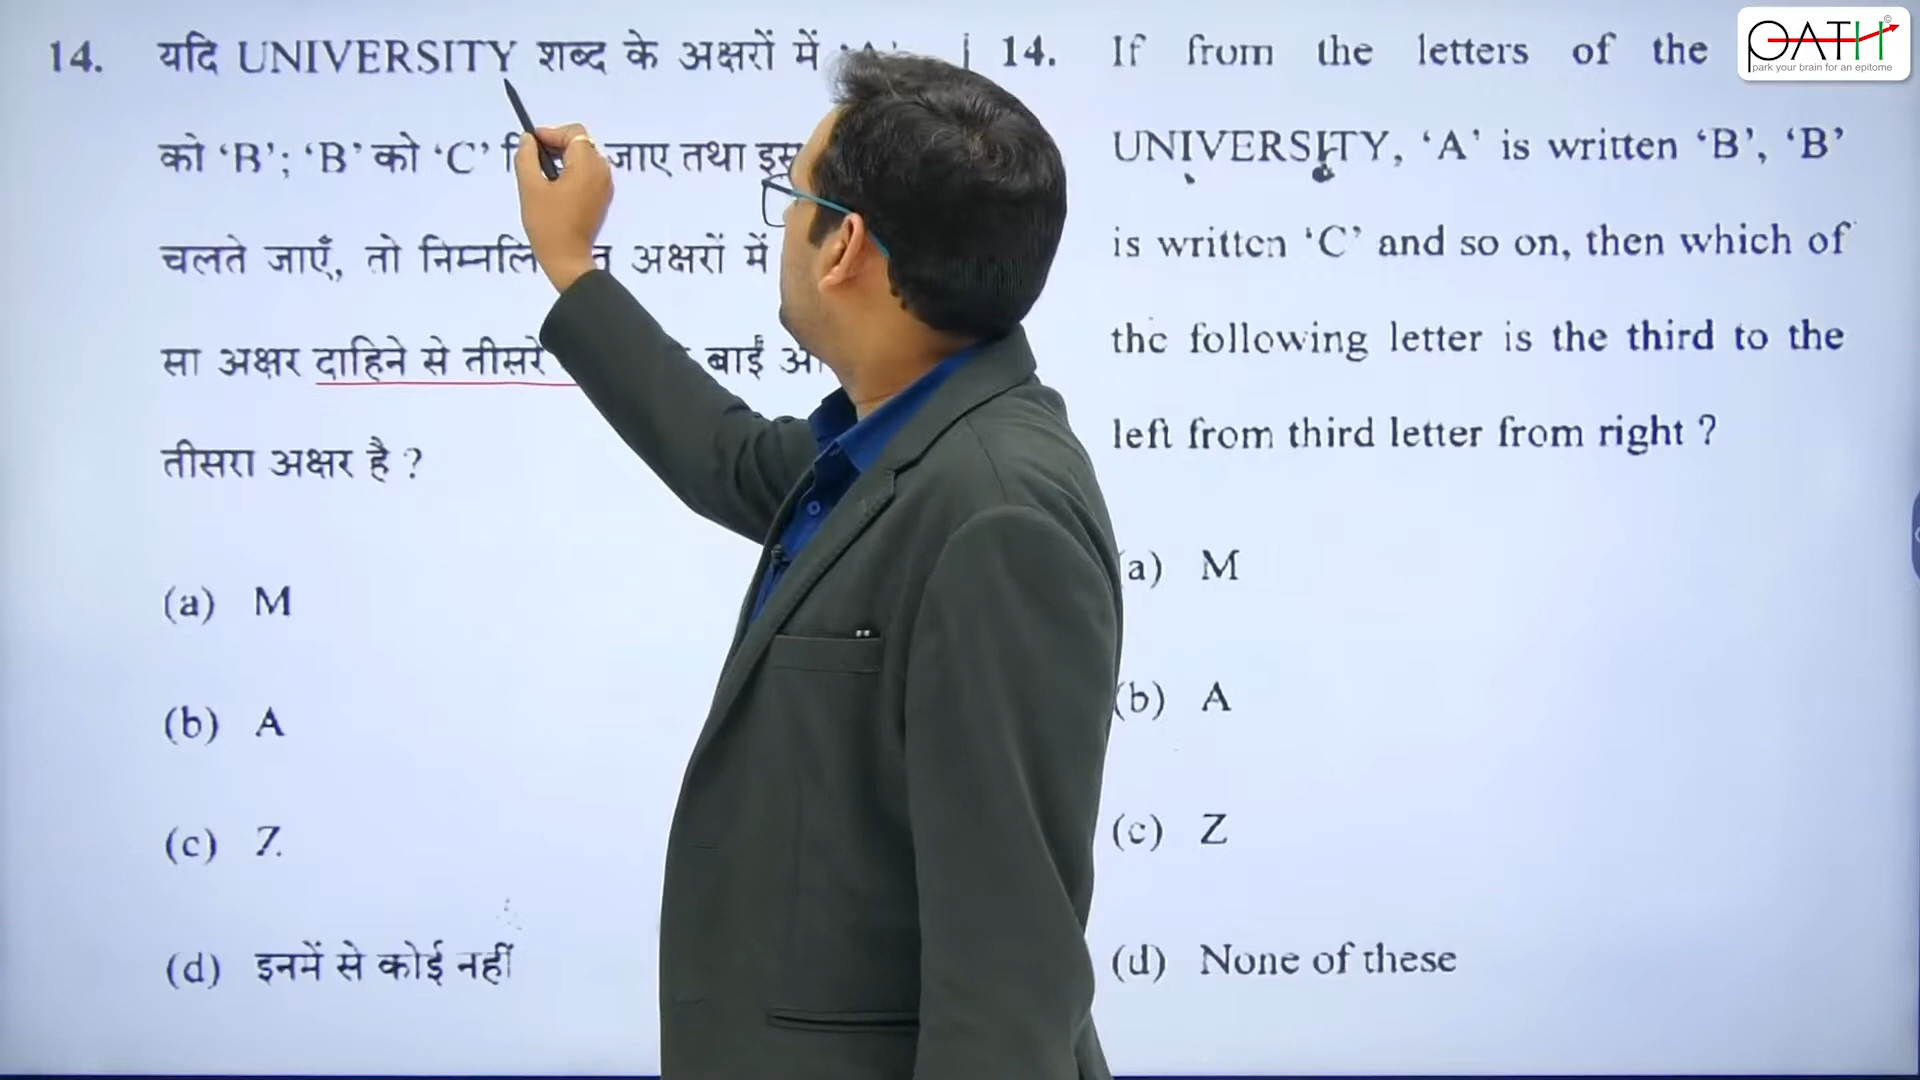 14. यदि UNIVERSITY शब्द के अक्षरों में
को ‘B’; ‘B’ को ‘C’ जाए तथा इस
चलते जाएँ, तो अक्षरों में
सा अक्षर दाहिने से तीसरे बाईं
तीसरा अक्षर है ?
(a) M
(b) A
(c) Z
(d) इनमें से कोई नहीं
14. If from the letters of the
UNIVERSITY, ‘A’ is written ‘B’, ‘B’
is written ‘C’ and so on, then which of
the following letter is the third to the
left from third letter from right ?
(a) M
(b) A
(c) Z
(d) None of these
PATH
park your brain for an epitome